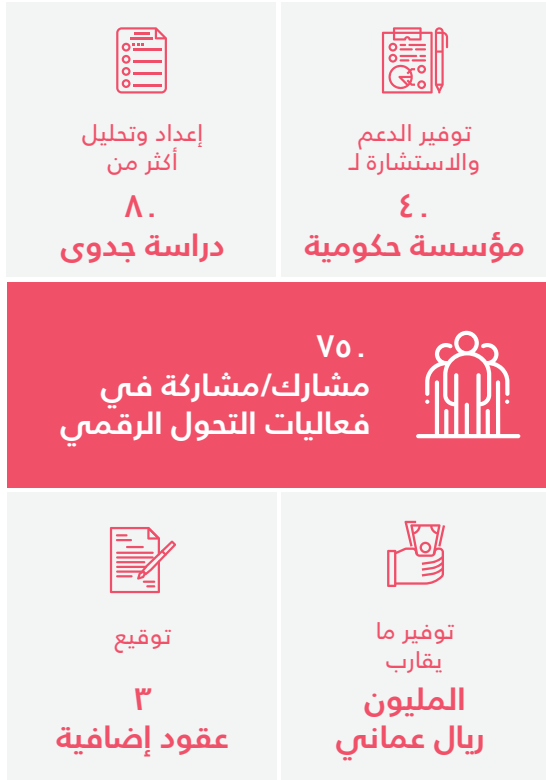 توفير الدعم
والاستشارة لـ
٤٠
مؤسسة حكومية
إعداد وتحليل
أكثر من
٨٠
دراسة جدوى
٧٥٠
مشارك/مشاركة في
فعاليات التحول الرقمي
توفير ما
يقارب
المليون
ريال عماني
توقيع
٣
عقود إضافية